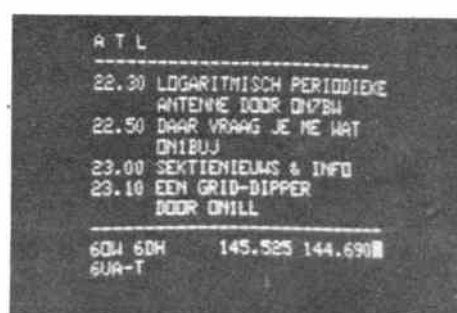 A T L
22.30 LOGARITMISCH PERIODIEKE
ANTENNE DOOR ON7BW
22.50 DAAR VRAAG JE ME WAT
ON1BUJ
23.00 SEKTIENIEUWS & INFO
23.10 EEN GRID-DIPPER
DOOR ON1LL
6OW 6DH 145.525 144.690
6UA-T